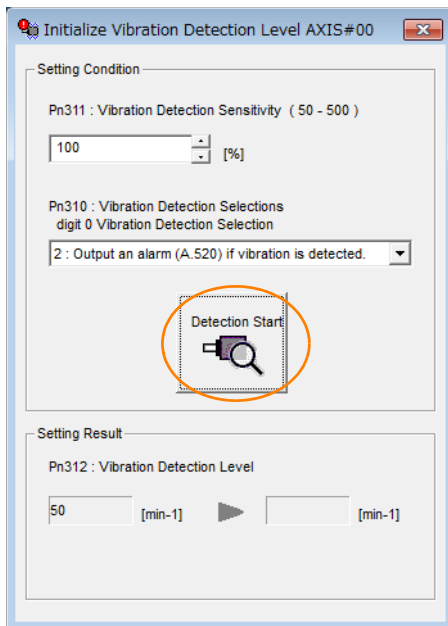 Initialize Vibration Detection Level AXIS#00
Setting Condition
Pn311 : Vibration Detection Sensitivity ( 50 - 500 )
100
[%]
Pn310 : Vibration Detection Selections
digit 0 Vibration Detection Selection
2 : Output an alarm (A.520) if vibration is detected.
Detection Start
Setting Result
Pn312 : Vibration Detection Level
50 [min-1] [min-1]